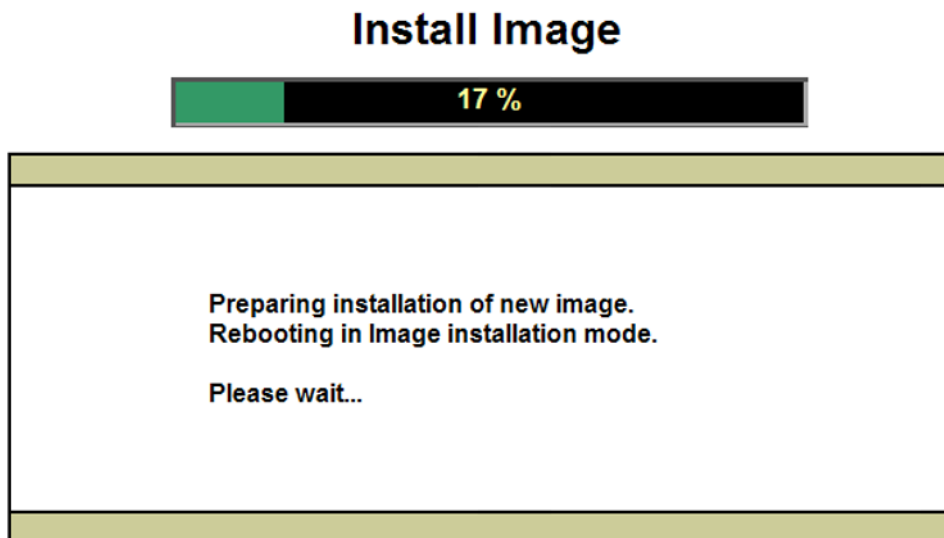 Install Image
17 %
Preparing installation of new image.
Rebooting in Image installation mode.
Please wait...